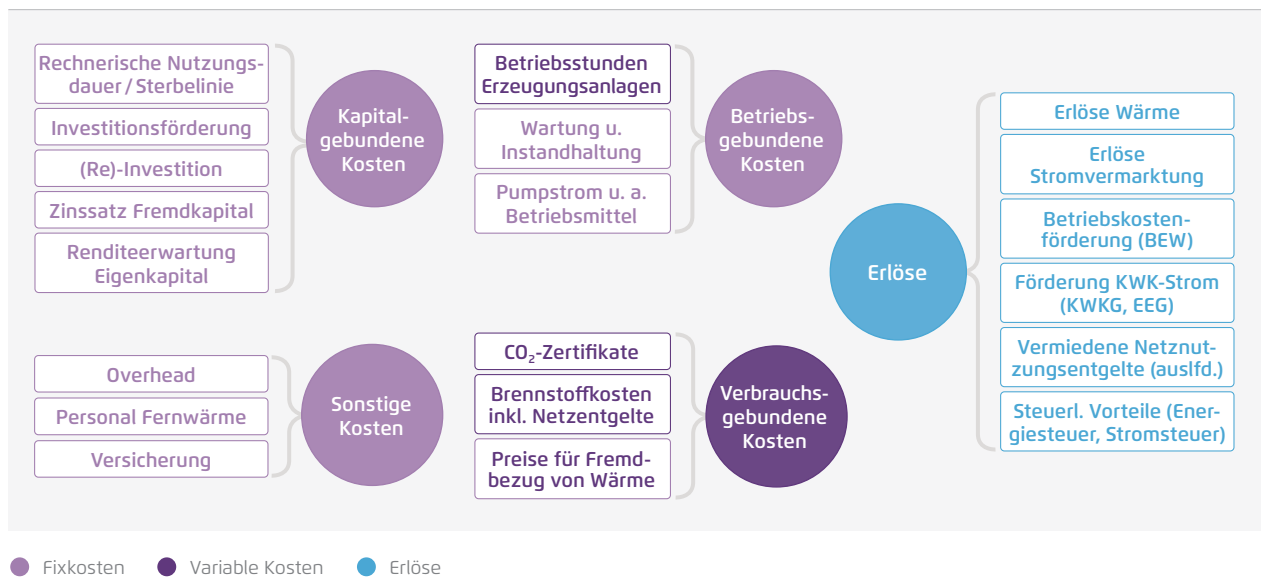 Rechnerische Nutzungs-
dauer / Sterbelinie
Investitionsförderung
(Re)-Investition
Zinssatz Fremdkapital
Renditeerwartung
Eigenkapital
Kapital-
gebundene
Kosten
Betriebsstunden
Erzeugungsanlagen
Wartung u.
Instandhaltung
Pumpstrom u. a.
Betriebsmittel
Betriebs-
gebundene
Kosten
Overhead
Personal Fernwärme
Versicherung
Sonstige
Kosten
CO₂-Zertifikate
Brennstoffkosten
inkl. Netzentgelte
Preise für Fremd-
bezug von Wärme
Verbrauchs-
gebundene
Kosten
Erlöse
Erlöse Wärme
Erlöse
Stromvermarktung
Betriebskosten-
förderung (BEW)
Förderung KWK-Strom
(KWKG, EEG)
Vermiedene Netznut-
zungsentgelte (auslfd.)
Steuerl. Vorteile (Ener-
giesteuer, Stromsteuer)
Fixkosten
Variable Kosten
Erlöse